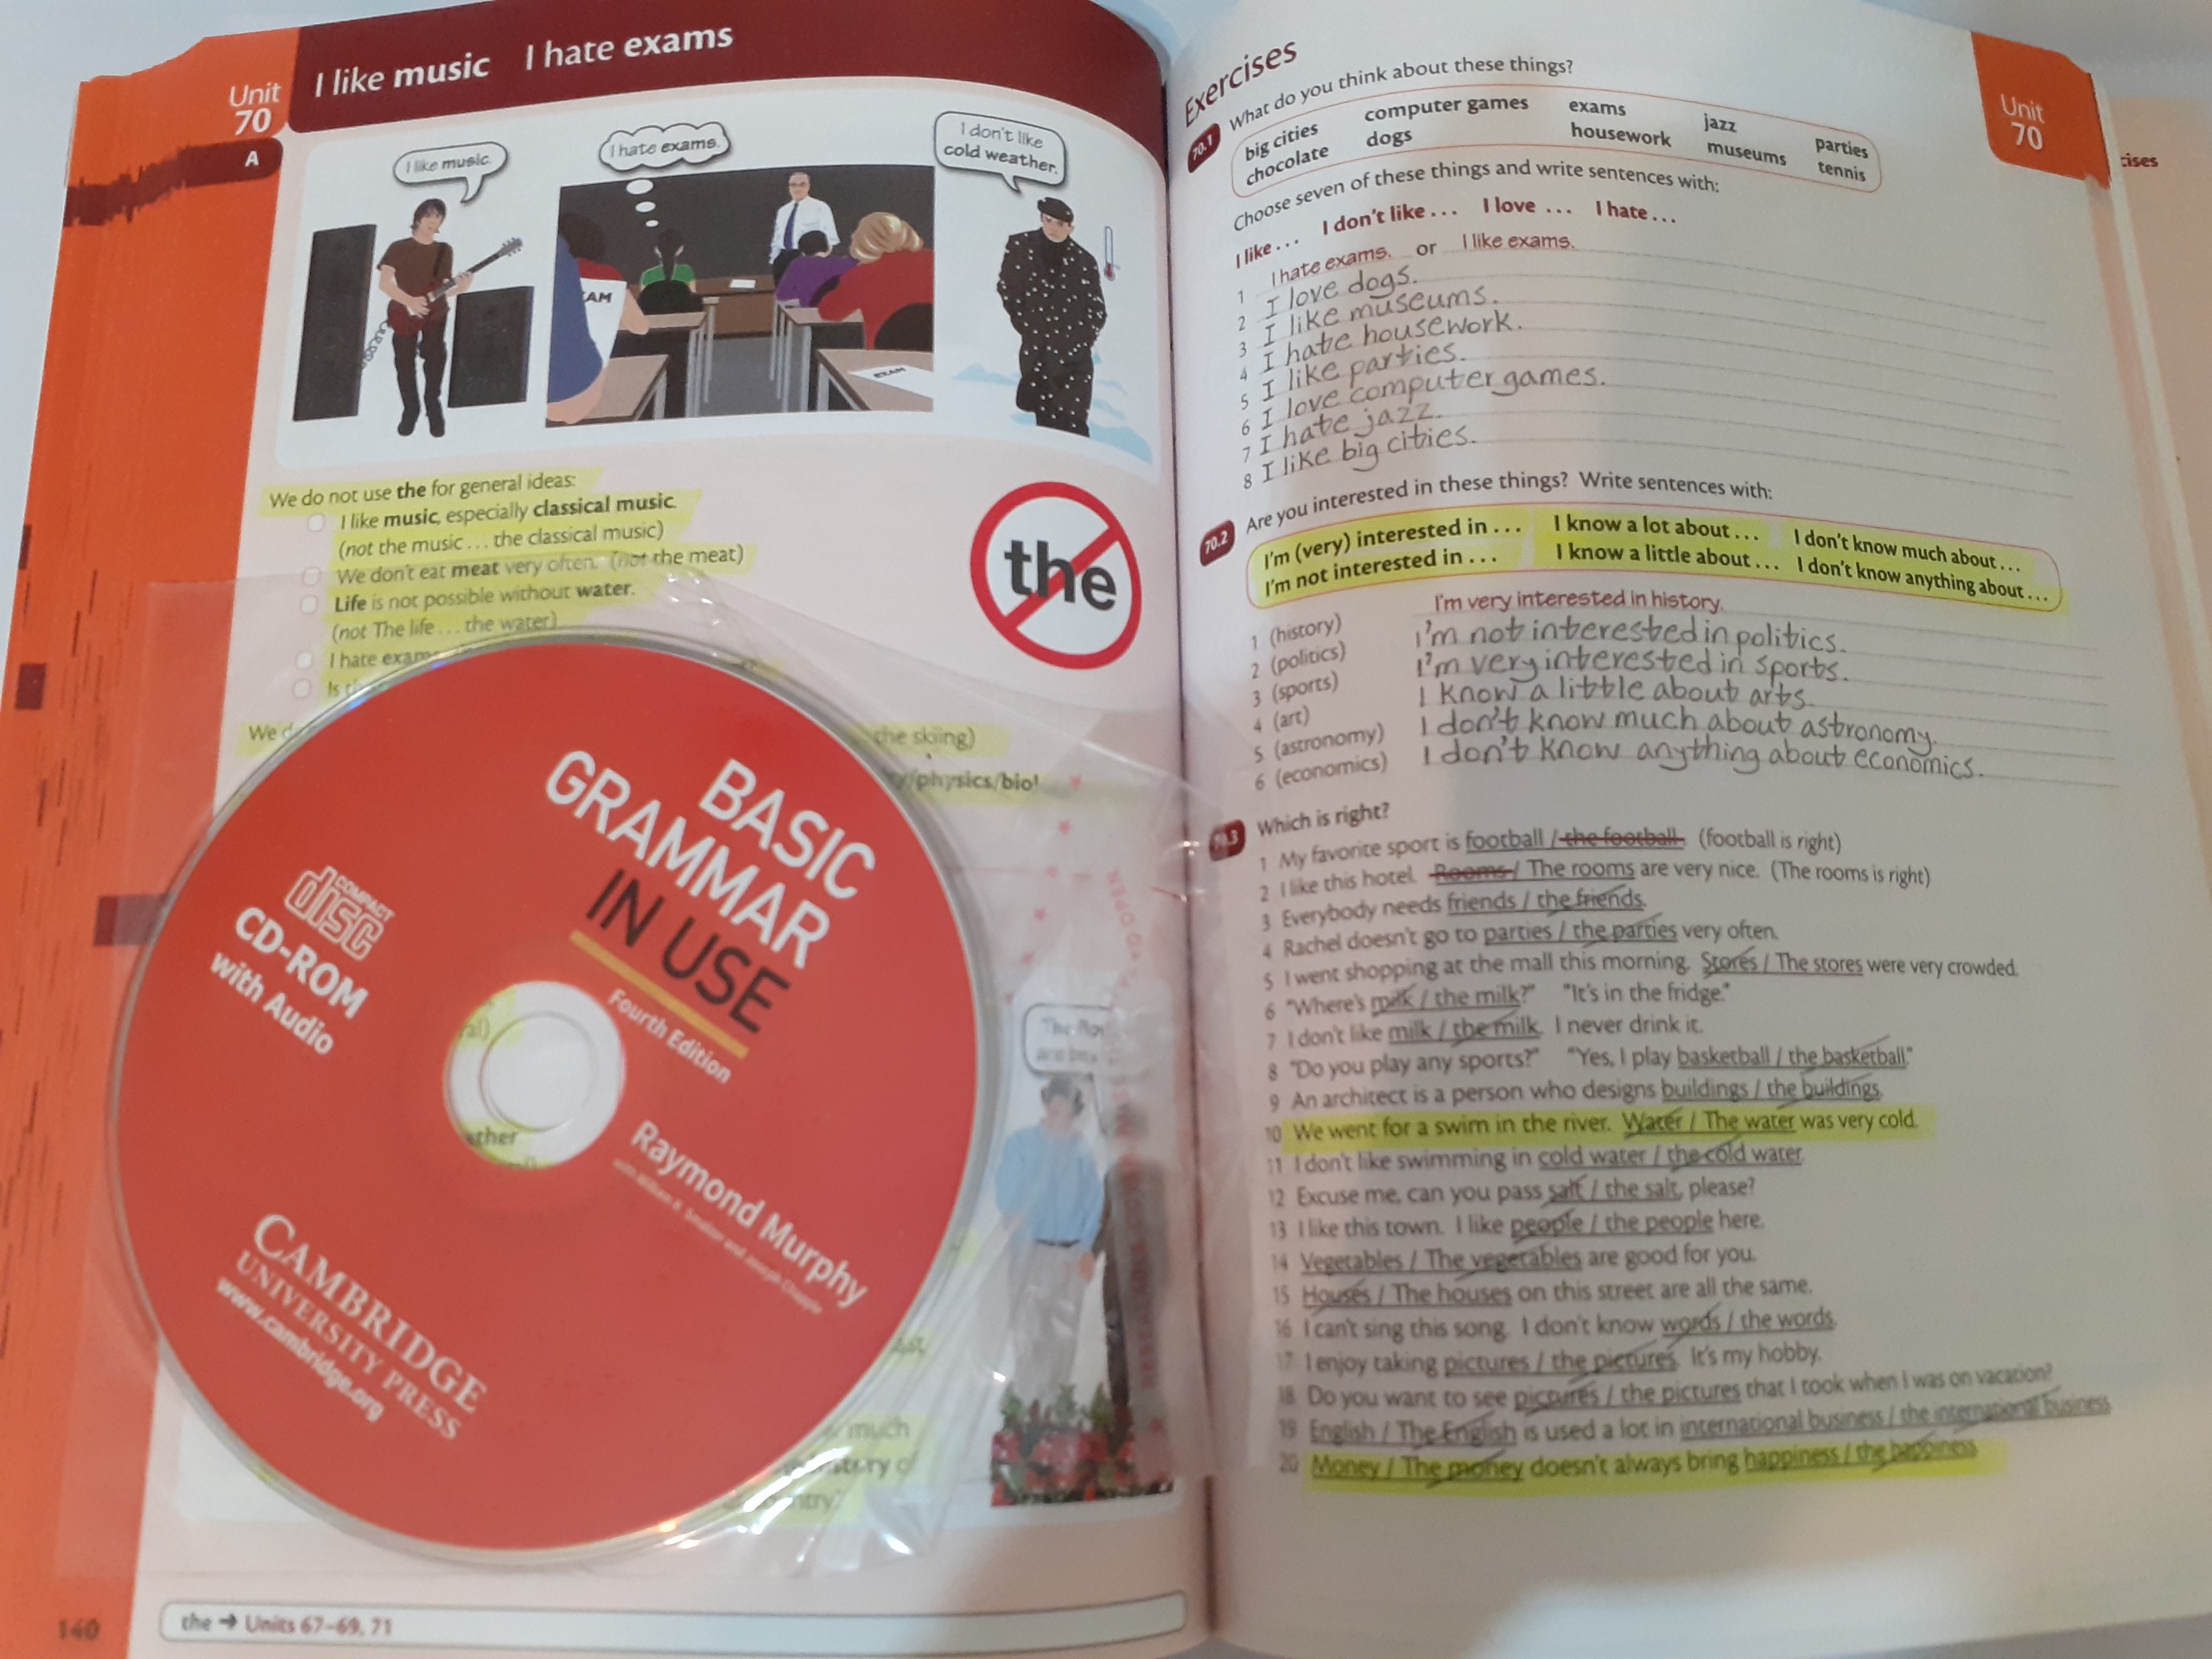 Unit
70
I like music I hate exams
A
I like music.
I hate exams.
I don't like
cold weather.
EXAM
We do not use the for general ideas:
I like music, especially classical music.
(not the music ... the classical music)
We don't eat meat very often. (not the meat)
Life is not possible without water.
(not The life ... the water)
I hate
Is
We
the skiing)
/physics/
the
BASIC
GRAMMAR
IN USE
Fourth Edition
COMPACT
disc
CD-ROM
with Audio
Raymond Murphy
with William R. Smalzer and Joseph Chapple
CAMBRIDGE
UNIVERSITY PRESS
www.cambridge.org
much
of
140
the → Units 67–69, 71
Exercises
Unit
70
70.1 What do you think about these things?
big cities computer games exams jazz parties
chocolate dogs housework museums tennis
Choose seven of these things and write sentences with:
I like ... I don't like ... I love ... I hate ...
1 I hate exams. or I like exams.
2 I love dogs.
3 I like museums.
4 I hate housework.
5 I like parties.
6 I love computer games.
7 I hate jazz.
8 I like big cities.
70.2 Are you interested in these things? Write sentences with:
I'm (very) interested in ... I know a lot about ... I don't know much about ...
I'm not interested in ... I know a little about ... I don't know anything about ...
1 (history) I'm very interested in history.
2 (politics) I'm not interested in politics.
3 (sports) I'm very interested in sports.
4 (art) I know a little about arts.
5 (astronomy) I don't know much about astronomy.
6 (economics) I don't know anything about economics.
70.3 Which is right?
1 My favorite sport is football / the football. (football is right)
2 I like this hotel. Rooms / The rooms are very nice. (The rooms is right)
3 Everybody needs friends / the friends.
4 Rachel doesn't go to parties / the parties very often.
5 I went shopping at the mall this morning. Stores / The stores were very crowded.
6 "Where's milk / the milk?" "It's in the fridge."
7 I don't like milk / the milk. I never drink it.
8 "Do you play any sports?" "Yes, I play basketball / the basketball."
9 An architect is a person who designs buildings / the buildings.
10 We went for a swim in the river. Water / The water was very cold.
11 I don't like swimming in cold water / the cold water.
12 Excuse me, can you pass salt / the salt, please?
13 I like this town. I like people / the people here.
14 Vegetables / The vegetables are good for you.
15 Houses / The houses on this street are all the same.
16 I can't sing this song. I don't know words / the words.
17 I enjoy taking pictures / the pictures. It's my hobby.
18 Do you want to see pictures / the pictures that I took when I was on vacation?
19 English / The English is used a lot in international business / the international business.
20 Money / The money doesn't always bring happiness / the happiness.